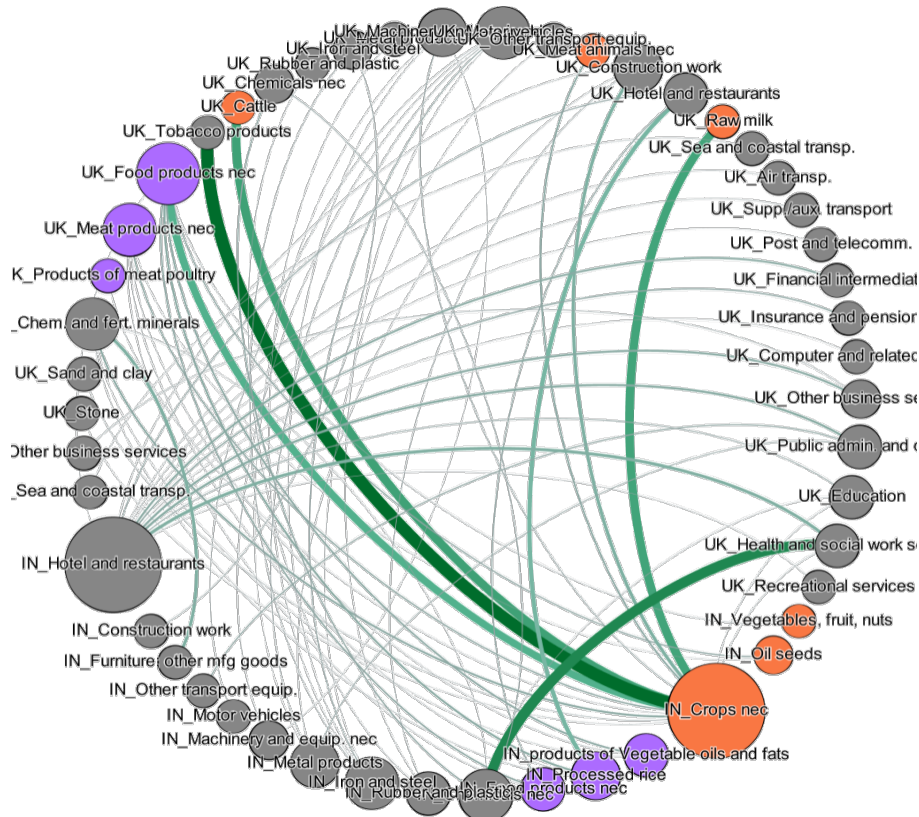 UK_Motor vehicles
UK_Other transport equip.
UK_Meat animals nec
UK_Iron and steel
UK_Construction work
UK_Rubber and plastic
UK_Hotel and restaurants
UK_Chemicals nec
UK_Cattle
UK_Raw milk
UK_Tobacco products
UK_Sea and coastal transp.
UK_Food products nec
UK_Air transp.
UK_Supp./aux. transport
UK_Meat products nec
UK_Post and telecomm.
K_Products of meat poultry
UK_Financial intermediat
UK_Insurance and pension
_Chem. and fert. minerals
UK_Computer and related
UK_Sand and clay
UK_Other business se
UK_Stone
UK_Public admin. and d
Other business services
_Sea and coastal transp.
UK_Education
UK_Health and social work s
IN_Hotel and restaurants
UK_Recreational services
IN_Vegetables, fruit, nuts
IN_Construction work
IN_Oil seeds
IN_Furniture; other mfg goods
IN_Other transport equip.
IN_Crops nec
IN_Motor vehicles
IN_Machinery and equip. nec
IN_products of Vegetable oils and fats
IN_Metal products
IN_Processed rice
IN_Iron and steel
IN_Food products nec
IN_Rubber and plastic